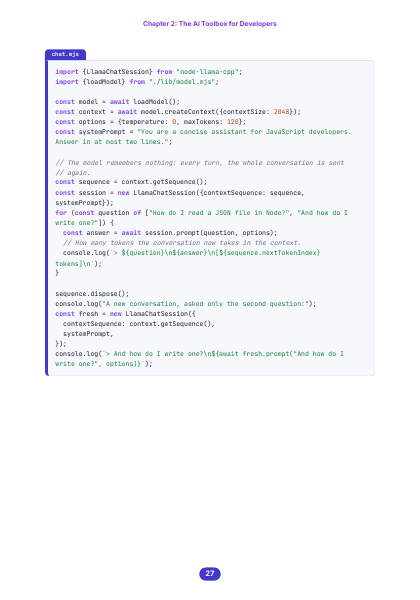 Chapter 2: The AI Toolbox for Developers
chat.mjs
import {LlamaChatSession} from "node-llama-cpp";
import {loadModel} from "./lib/model.mjs";
const model = await loadModel();
const context = await model.createContext({contextSize: 2048});
const options = {temperature: 0, maxTokens: 120};
const systemPrompt = "You are a concise assistant for JavaScript developers.
Answer in at most two lines.";
// The model remembers nothing: every turn, the whole conversation is sent
// again.
const sequence = context.getSequence();
const session = new LlamaChatSession({contextSequence: sequence,
systemPrompt});
for (const question of ["How do I read a JSON file in Node?", "And how do I
write one?"]) {
  const answer = await session.prompt(question, options);
  // How many tokens the conversation now takes in the context.
  console.log(`> ${question}\n${answer}\n[${sequence.nextTokenIndex}
tokens]\n`);
}
sequence.dispose();
console.log("A new conversation, asked only the second question:");
const fresh = new LlamaChatSession({
  contextSequence: context.getSequence(),
  systemPrompt,
});
console.log(`> And how do I write one?\n${await fresh.prompt("And how do I
write one?", options)}`);
27